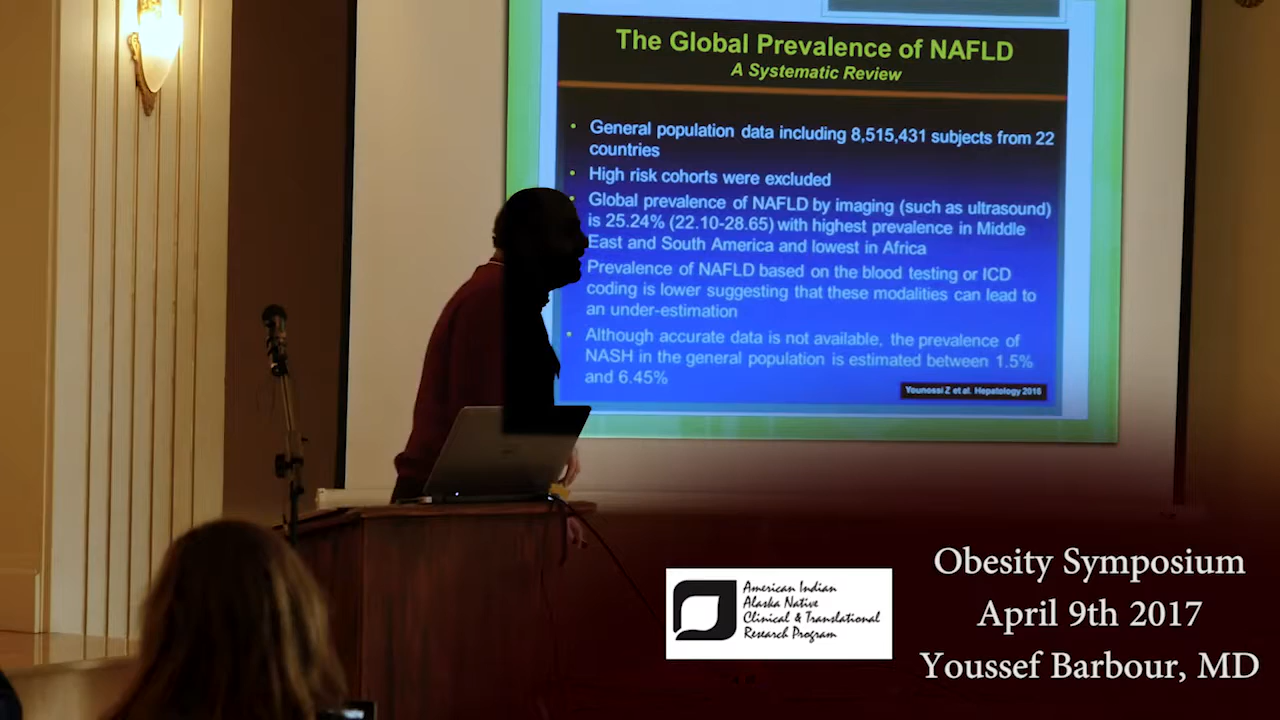 The Global Prevalence of NAFLD
A Systematic Review
• General population data including 8,515,431 subjects from 22
countries
• High risk cohorts were excluded
• Global prevalence of NAFLD by imaging (such as ultrasound)
is 25.24% (22.10-28.65) with highest prevalence in Middle
East and South America and lowest in Africa
Prevalence of NAFLD based on the blood testing or ICD
coding is lower suggesting that these modalities can lead to
an under-estimation
• Although accurate data is not available, the prevalence of
NASH in the general population is estimated between 1.5%
and 6.45%
Younossi Z et al. Hepatology 2016
American Indian
Alaska Native
Clinical & Translational
Research Program
Obesity Symposium
April 9th 2017
Youssef Barbour, MD